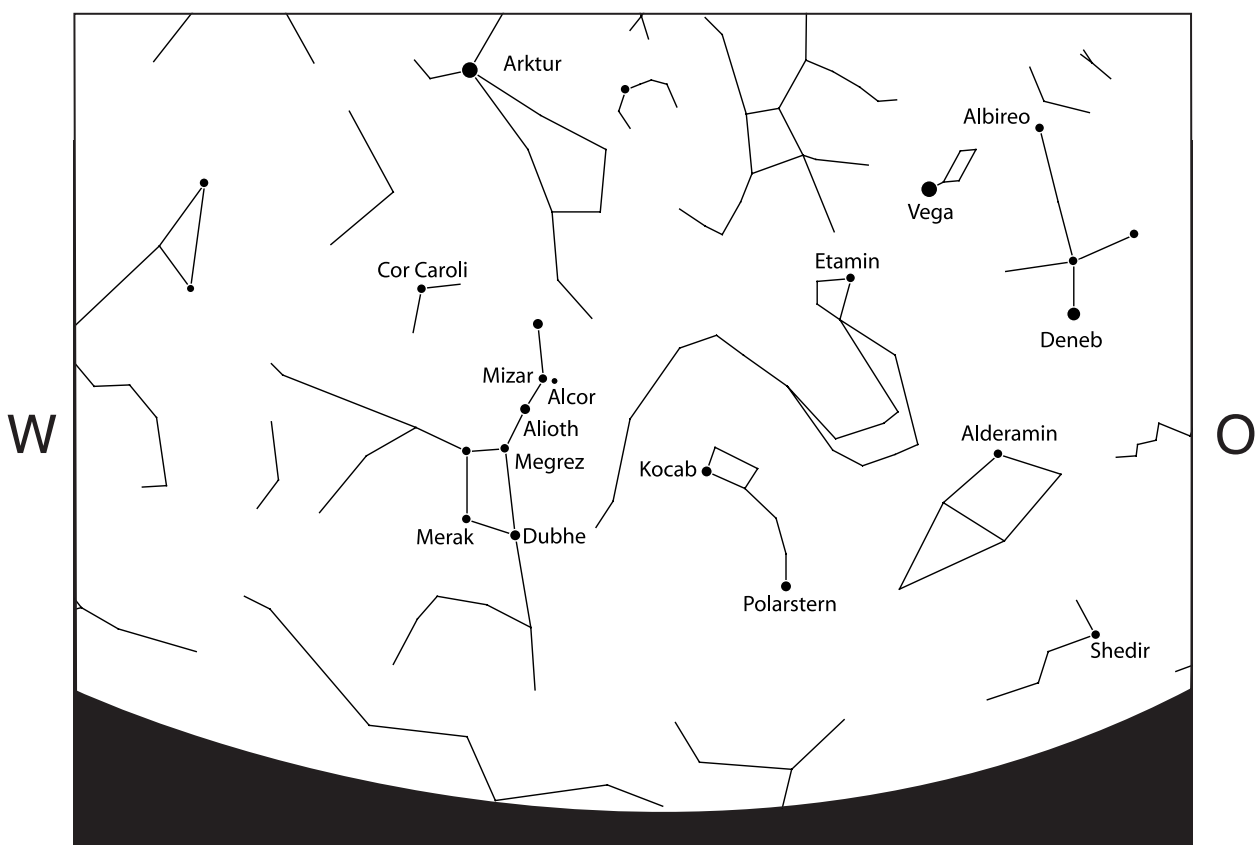 Arktur
Albireo
Vega
Cor Caroli
Etamin
Deneb
Mizar
Alcor
Alioth
W
O
Alderamin
Megrez
Kocab
Merak
Dubhe
Polarstern
Shedir